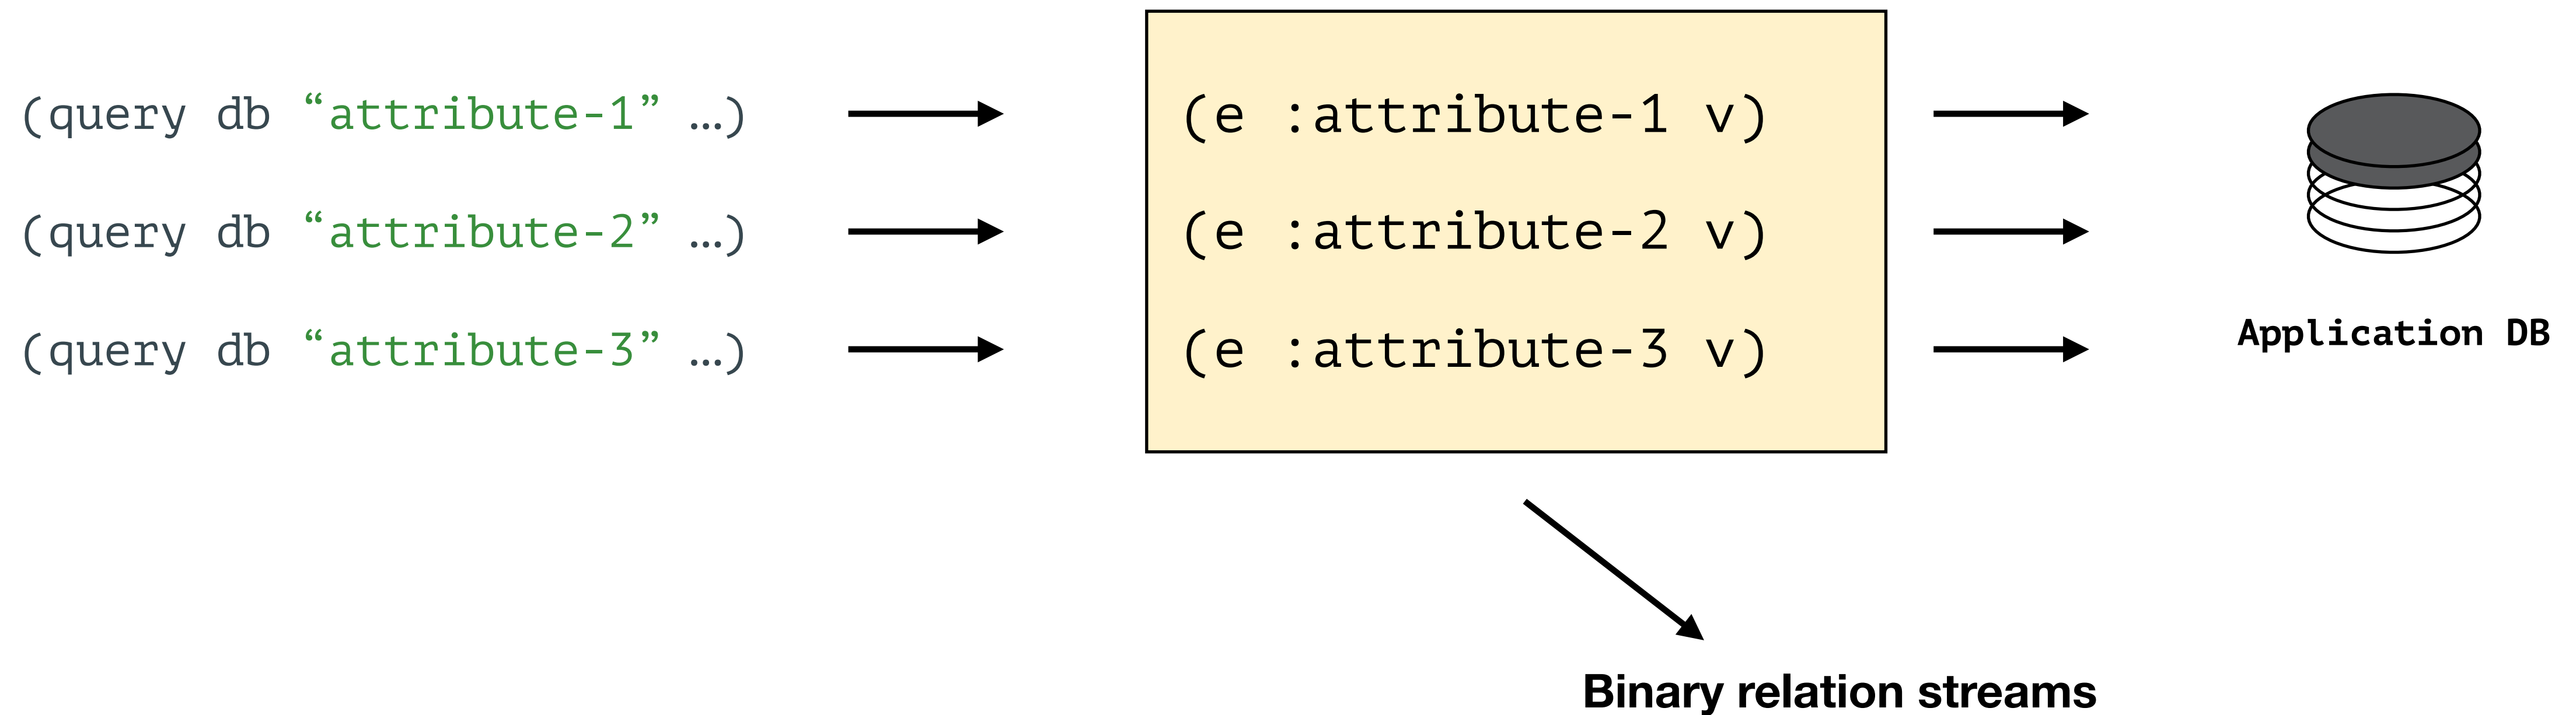 (query db “attribute-1” …)
(e :attribute-1 v)
(query db “attribute-2” …)
(e :attribute-2 v)
(query db “attribute-3” …)
(e :attribute-3 v)
Application DB
Binary relation streams